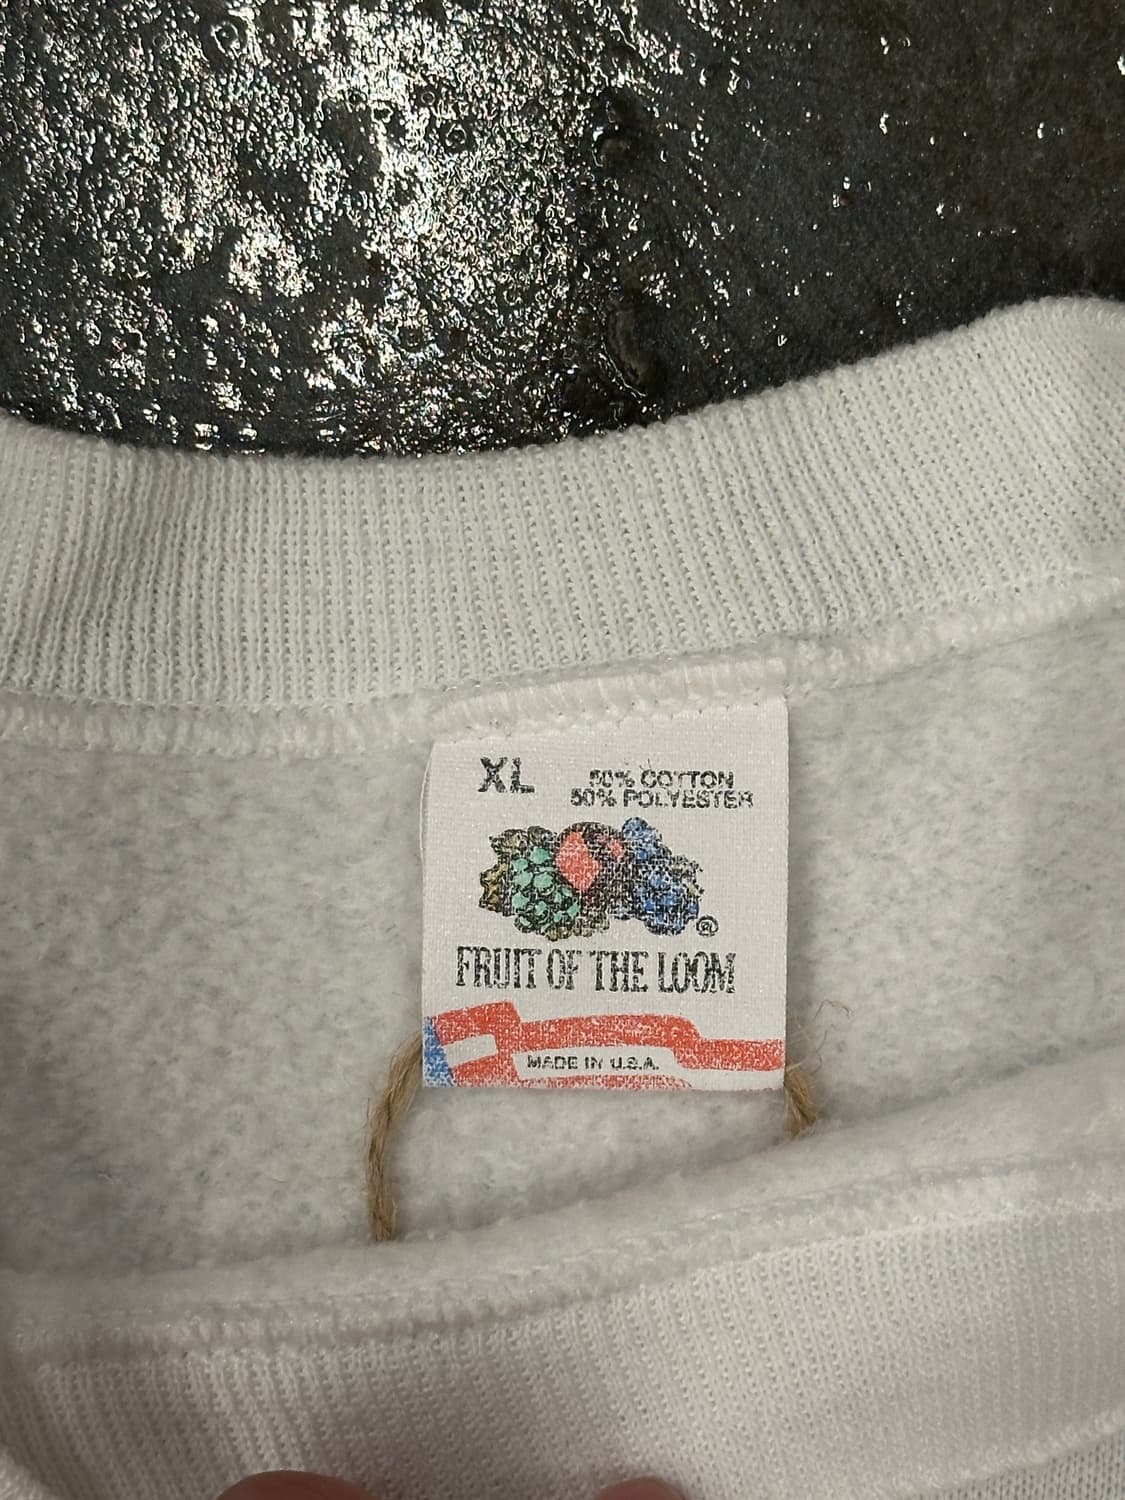 XL
50% COTTON
50% POLYESTER
®
FRUIT OF THE LOOM
MADE IN U.S.A.